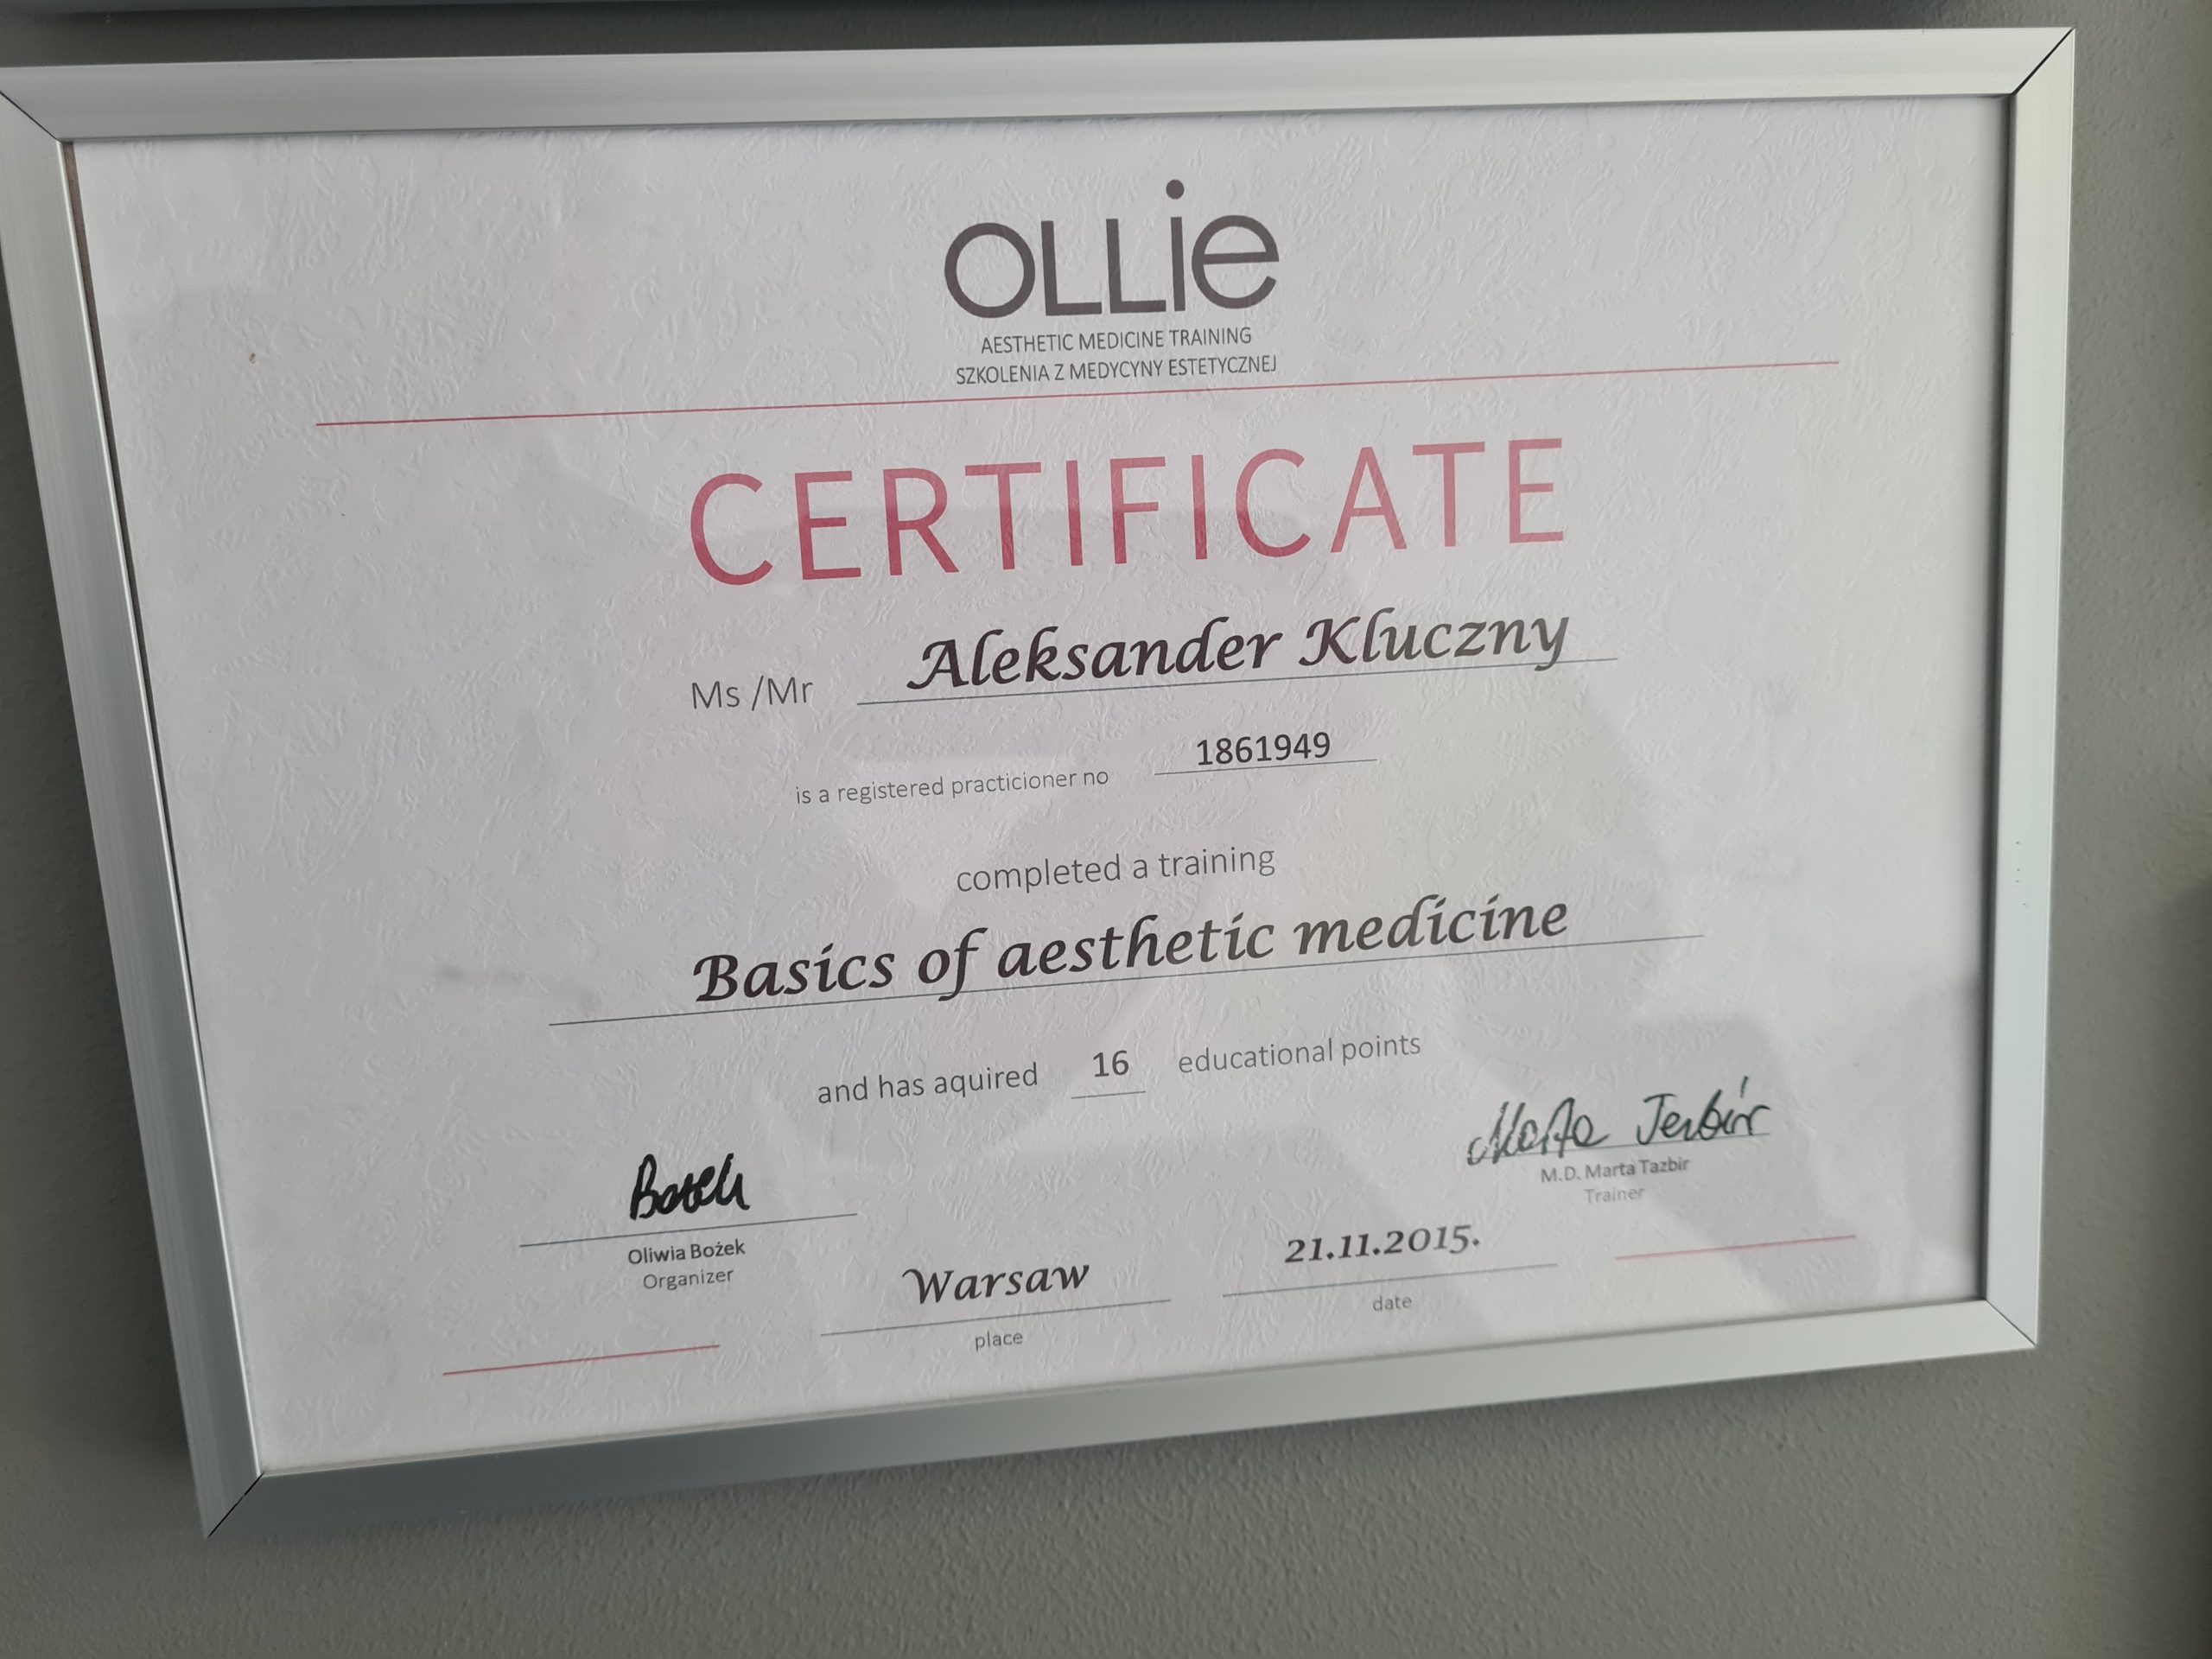 OLLiE
AESTHETIC MEDICINE TRAINING
SZKOLENIA Z MEDYCYNY ESTETYCZNEJ
CERTIFICATE
Ms /Mr Aleksander Kluczny
is a registered practicioner no 1861949
completed a training
Basics of aesthetic medicine
and has aquired 16 educational points
Marta Tazbir
M.D. Marta Tazbir
Trainer
Bożek
Oliwia Bożek
Organizer
Warsaw
place
21.11.2015.
date